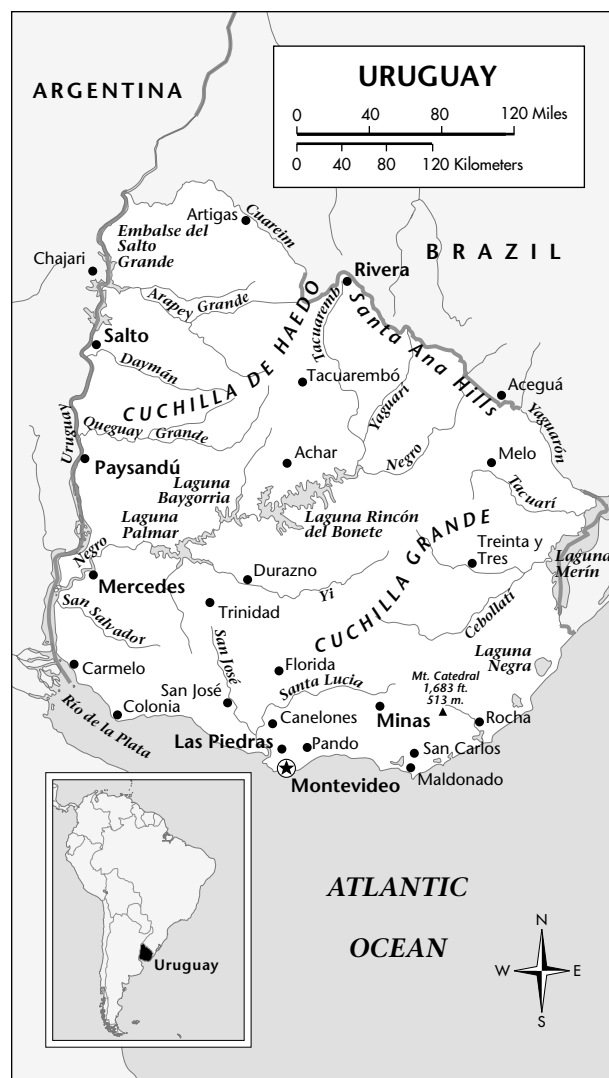 URUGUAY
0 40 80 120 Miles
0 40 80 120 Kilometers
ARGENTINA
BRAZIL
Artigas
Cuareim
Embalse del
Salto
Grande
Chajari
Rivera
Arapey Grande
Tacuaremb
Santa Ana Hills
Salto
Daymán
CUCHILLA DE HAEDO
Tacuarembó
Aceguá
Yaguarí
Yaguarón
Uruguay
Queguay Grande
Paysandú
Achar
Negro
Melo
Laguna
Baygorria
Tacuarí
Laguna
Palmar
Laguna Rincón
del Bonete
CUCHILLA GRANDE
Treinta y
Tres
Laguna
Merín
Negro
Mercedes
Durazno
Yi
San Salvador
Trinidad
Cebollatí
San José
Laguna
Negra
Carmelo
Florida
Mt. Catedral
1,683 ft.
513 m.
Santa Lucia
San José
Río de la Plata
Colonia
Canelones
Minas
Rocha
Las Piedras
Pando
San Carlos
Montevideo
Maldonado
ATLANTIC
OCEAN
Uruguay
N
W E
S